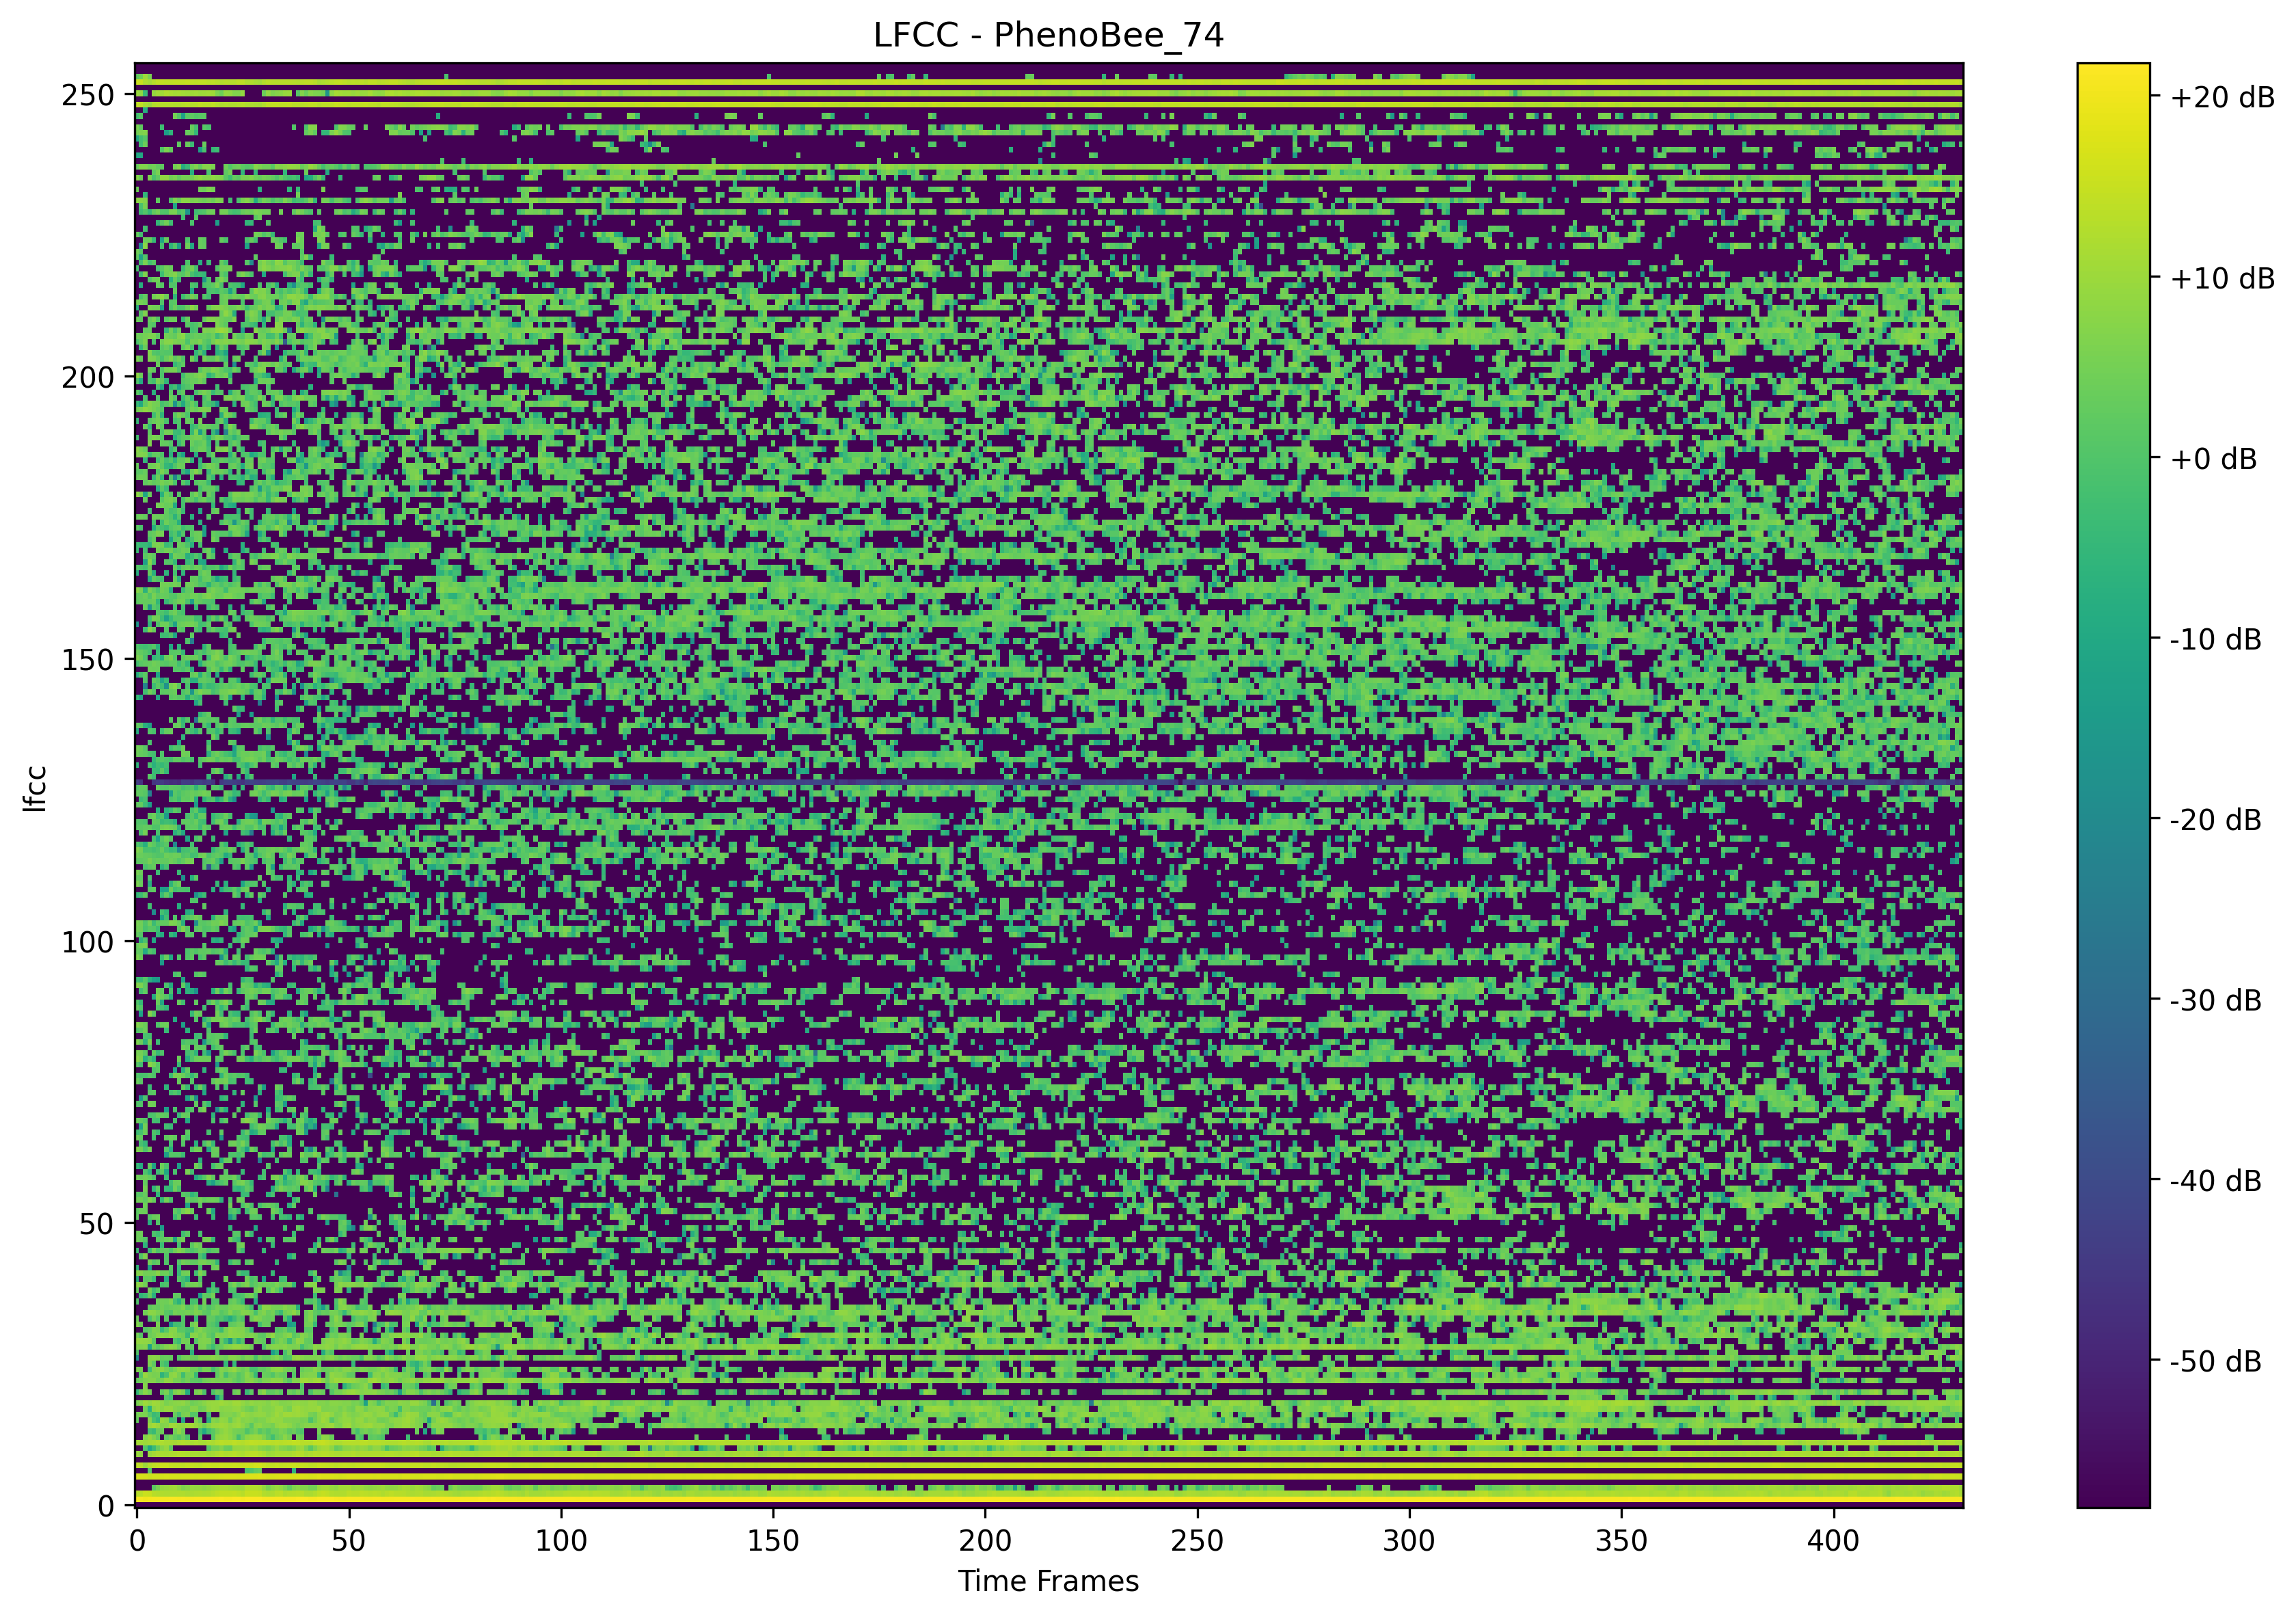 LFCC - PhenoBee_74
250
200
150
100
50
0
lfcc
0 50 100 150 200 250 300 350 400
Time Frames
+20 dB
+10 dB
+0 dB
-10 dB
-20 dB
-30 dB
-40 dB
-50 dB